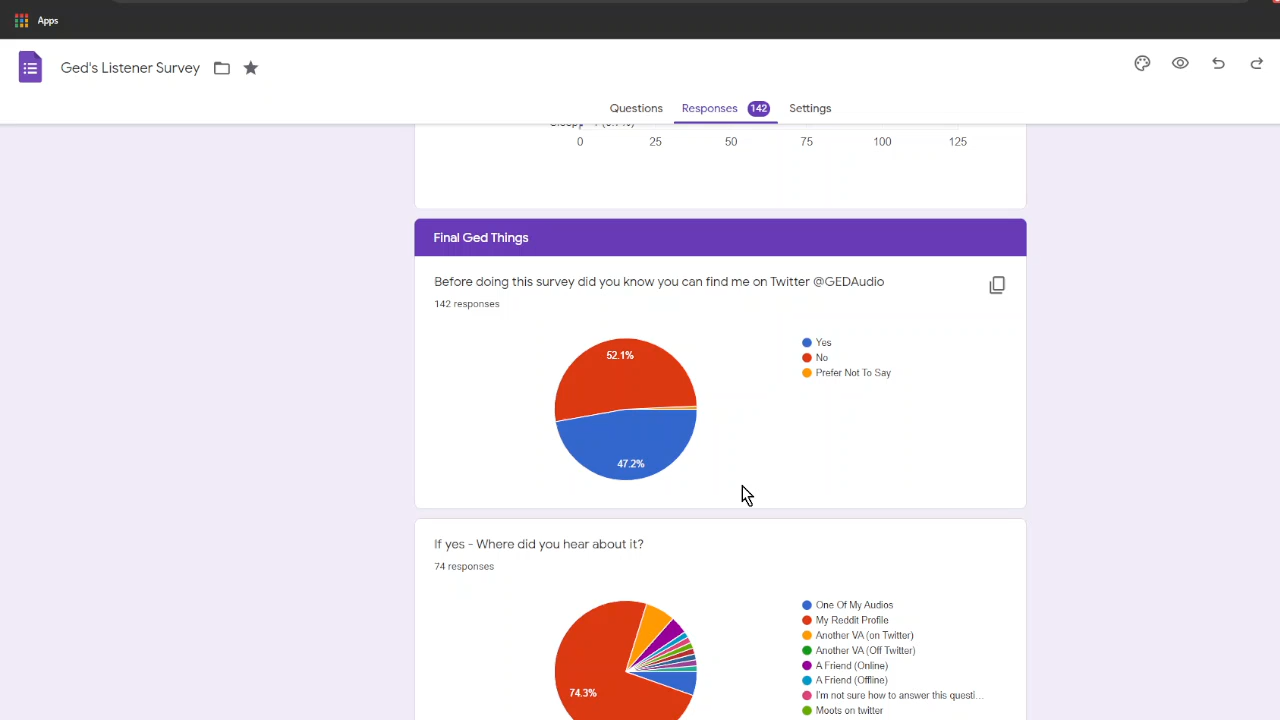 Apps
Ged's Listener Survey
Questions Responses 142 Settings
0 25 50 75 100 125
Final Ged Things
Before doing this survey did you know you can find me on Twitter @GEDAudio
142 responses
52.1%
47.2%
Yes
No
Prefer Not To Say
If yes - Where did you hear about it?
74 responses
74.3%
One Of My Audios
My Reddit Profile
Another VA (on Twitter)
Another VA (Off Twitter)
A Friend (Online)
A Friend (Offline)
I'm not sure how to answer this questi...
Moots on twitter